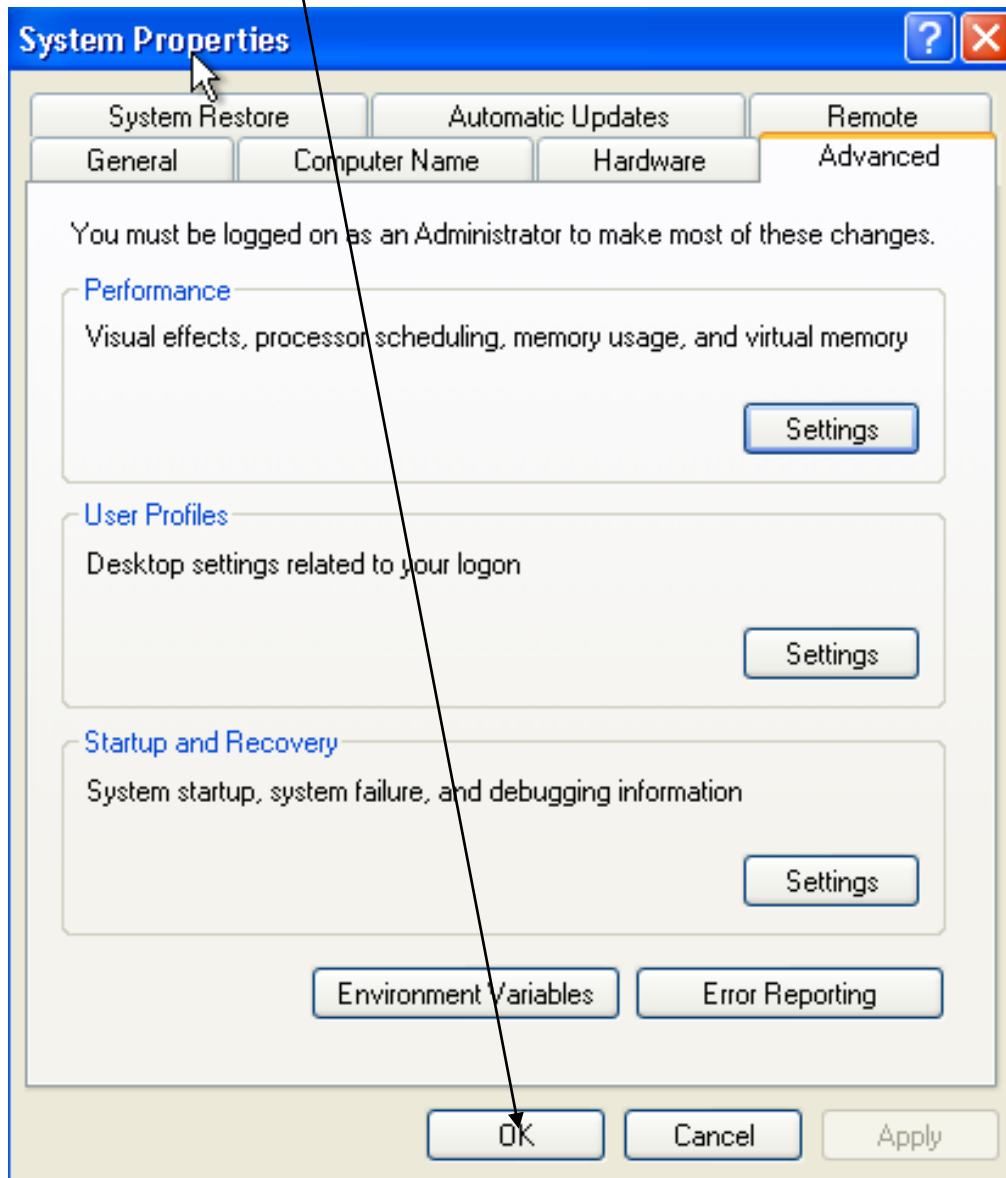 System Properties
?
System Restore Automatic Updates Remote
General Computer Name Hardware Advanced
You must be logged on as an Administrator to make most of these changes.
Performance
Visual effects, processor scheduling, memory usage, and virtual memory
Settings
User Profiles
Desktop settings related to your logon
Settings
Startup and Recovery
System startup, system failure, and debugging information
Settings
Environment Variables Error Reporting
OK Cancel Apply